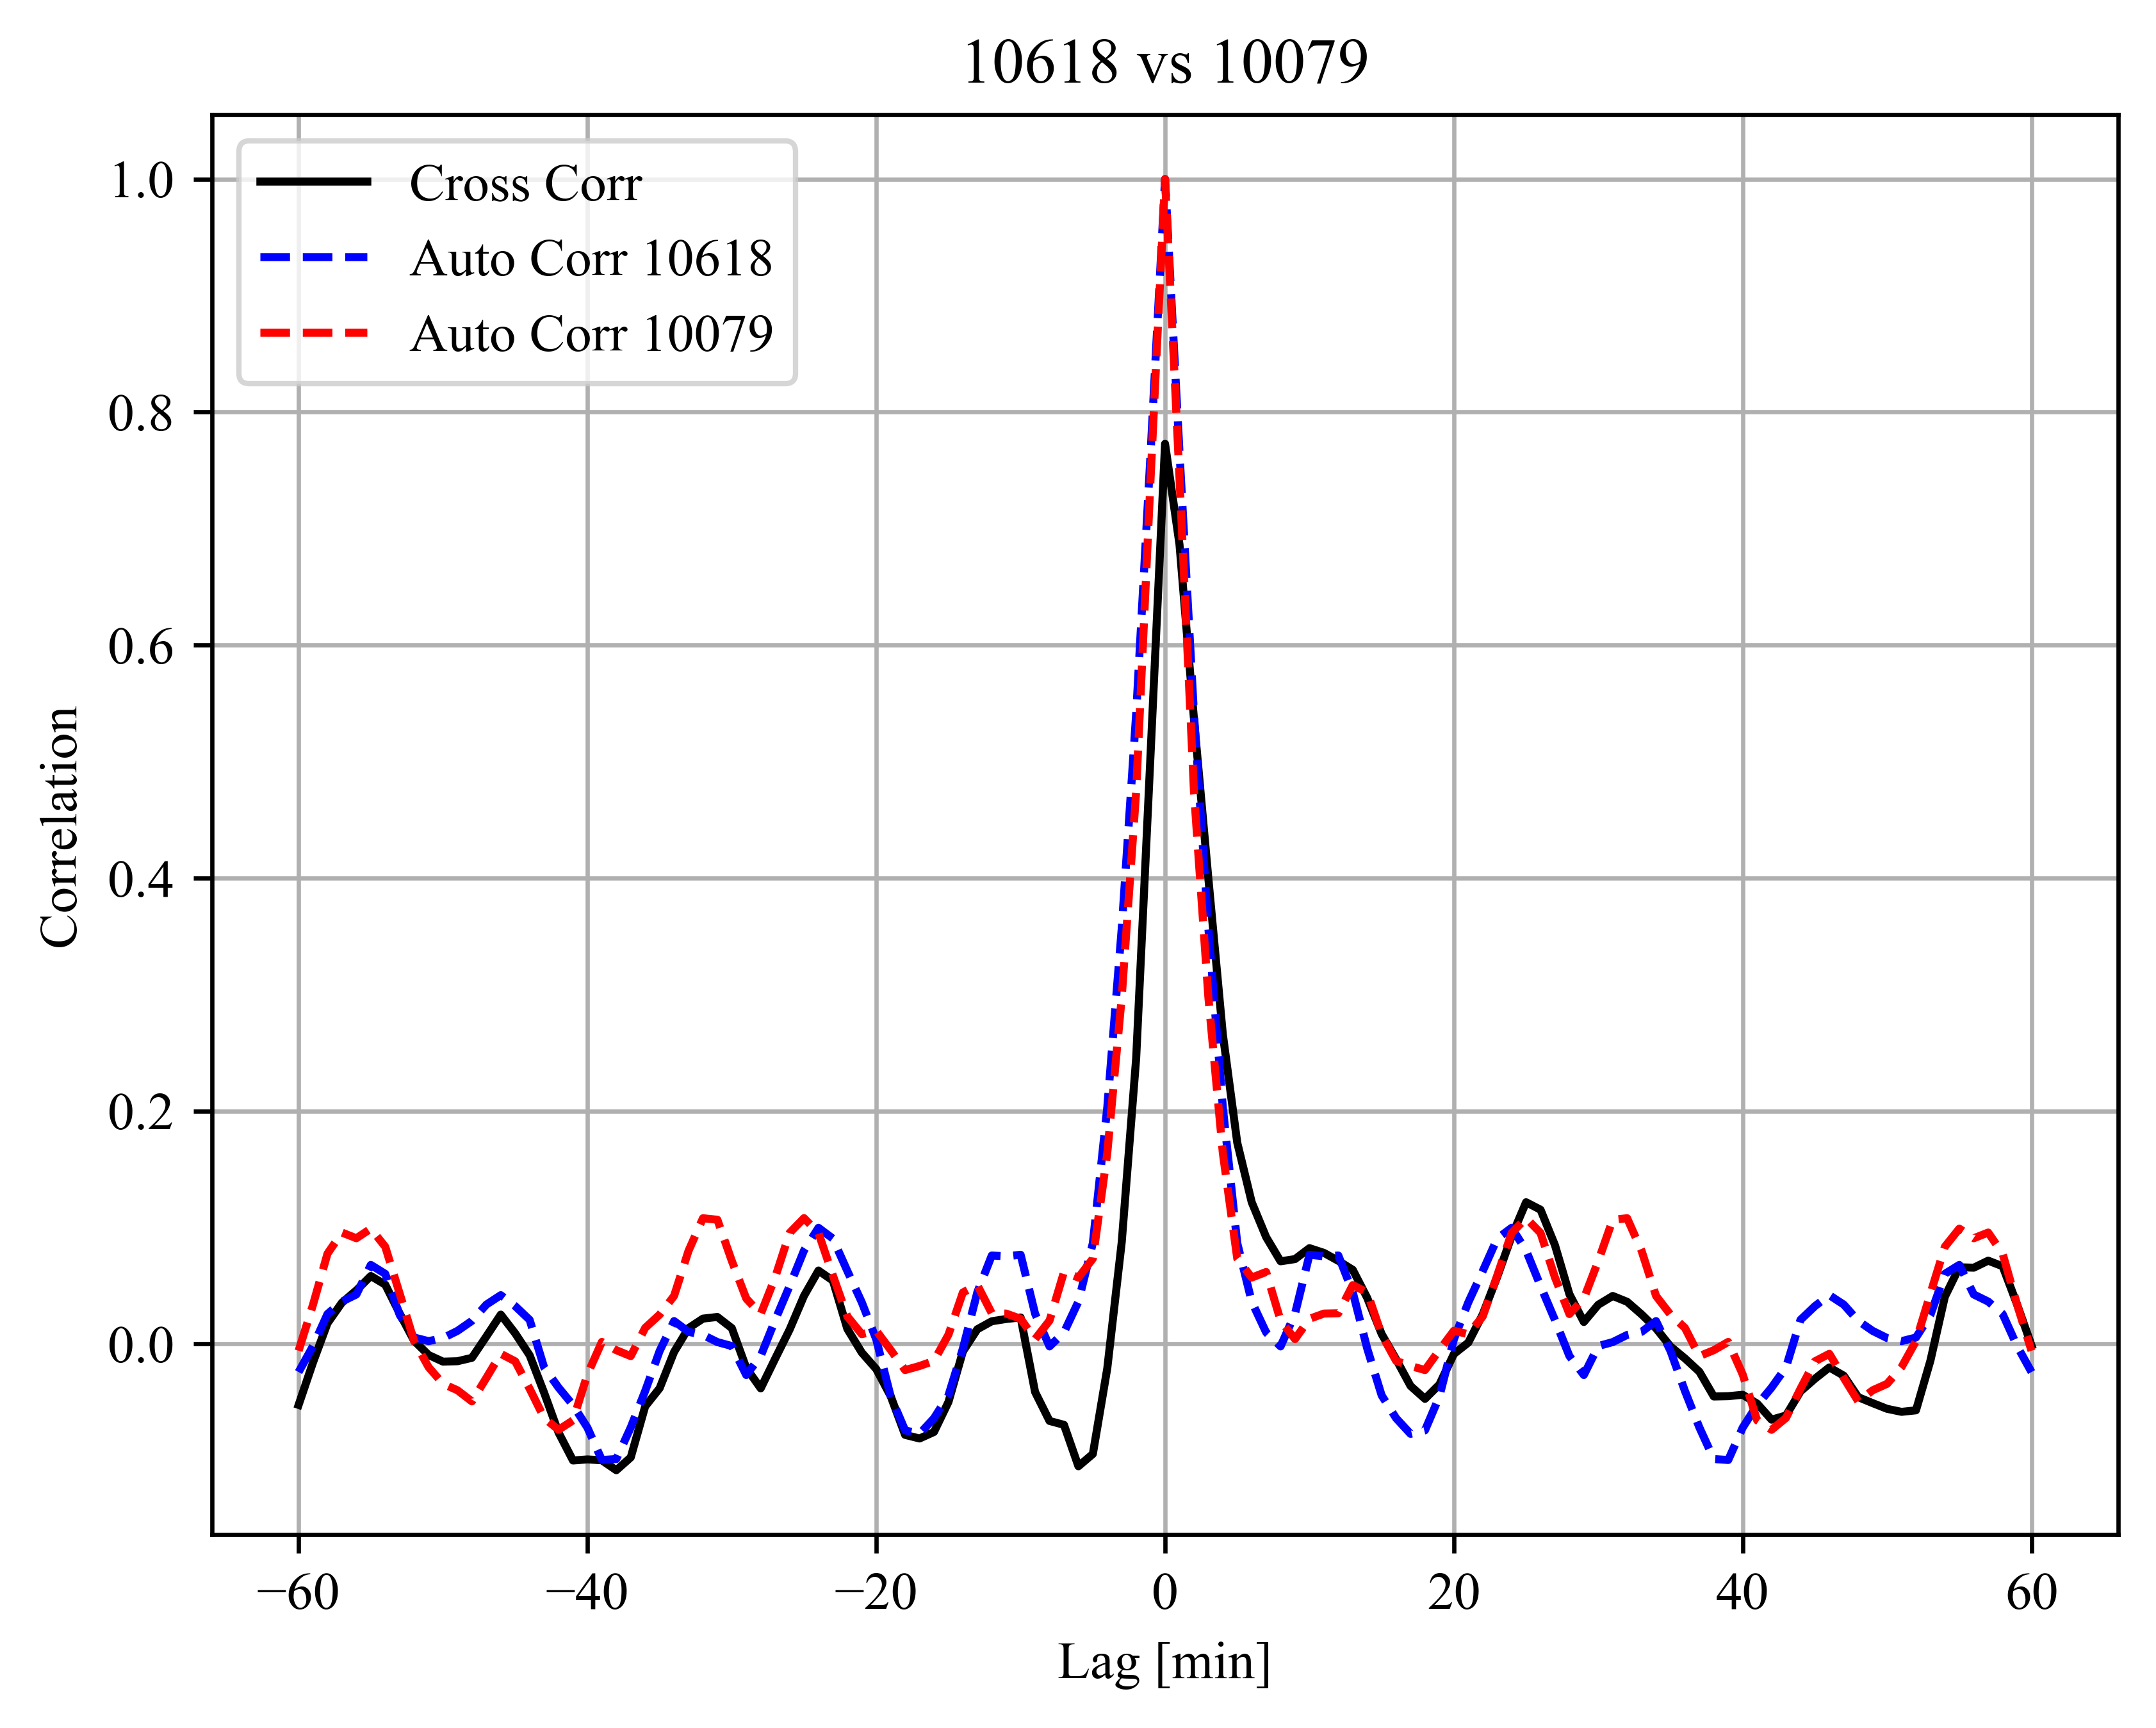 10618 vs 10079
Cross Corr
Auto Corr 10618
Auto Corr 10079
1.0
0.8
0.6
0.4
0.2
0.0
Correlation
−60 −40 −20 0 20 40 60
Lag [min]